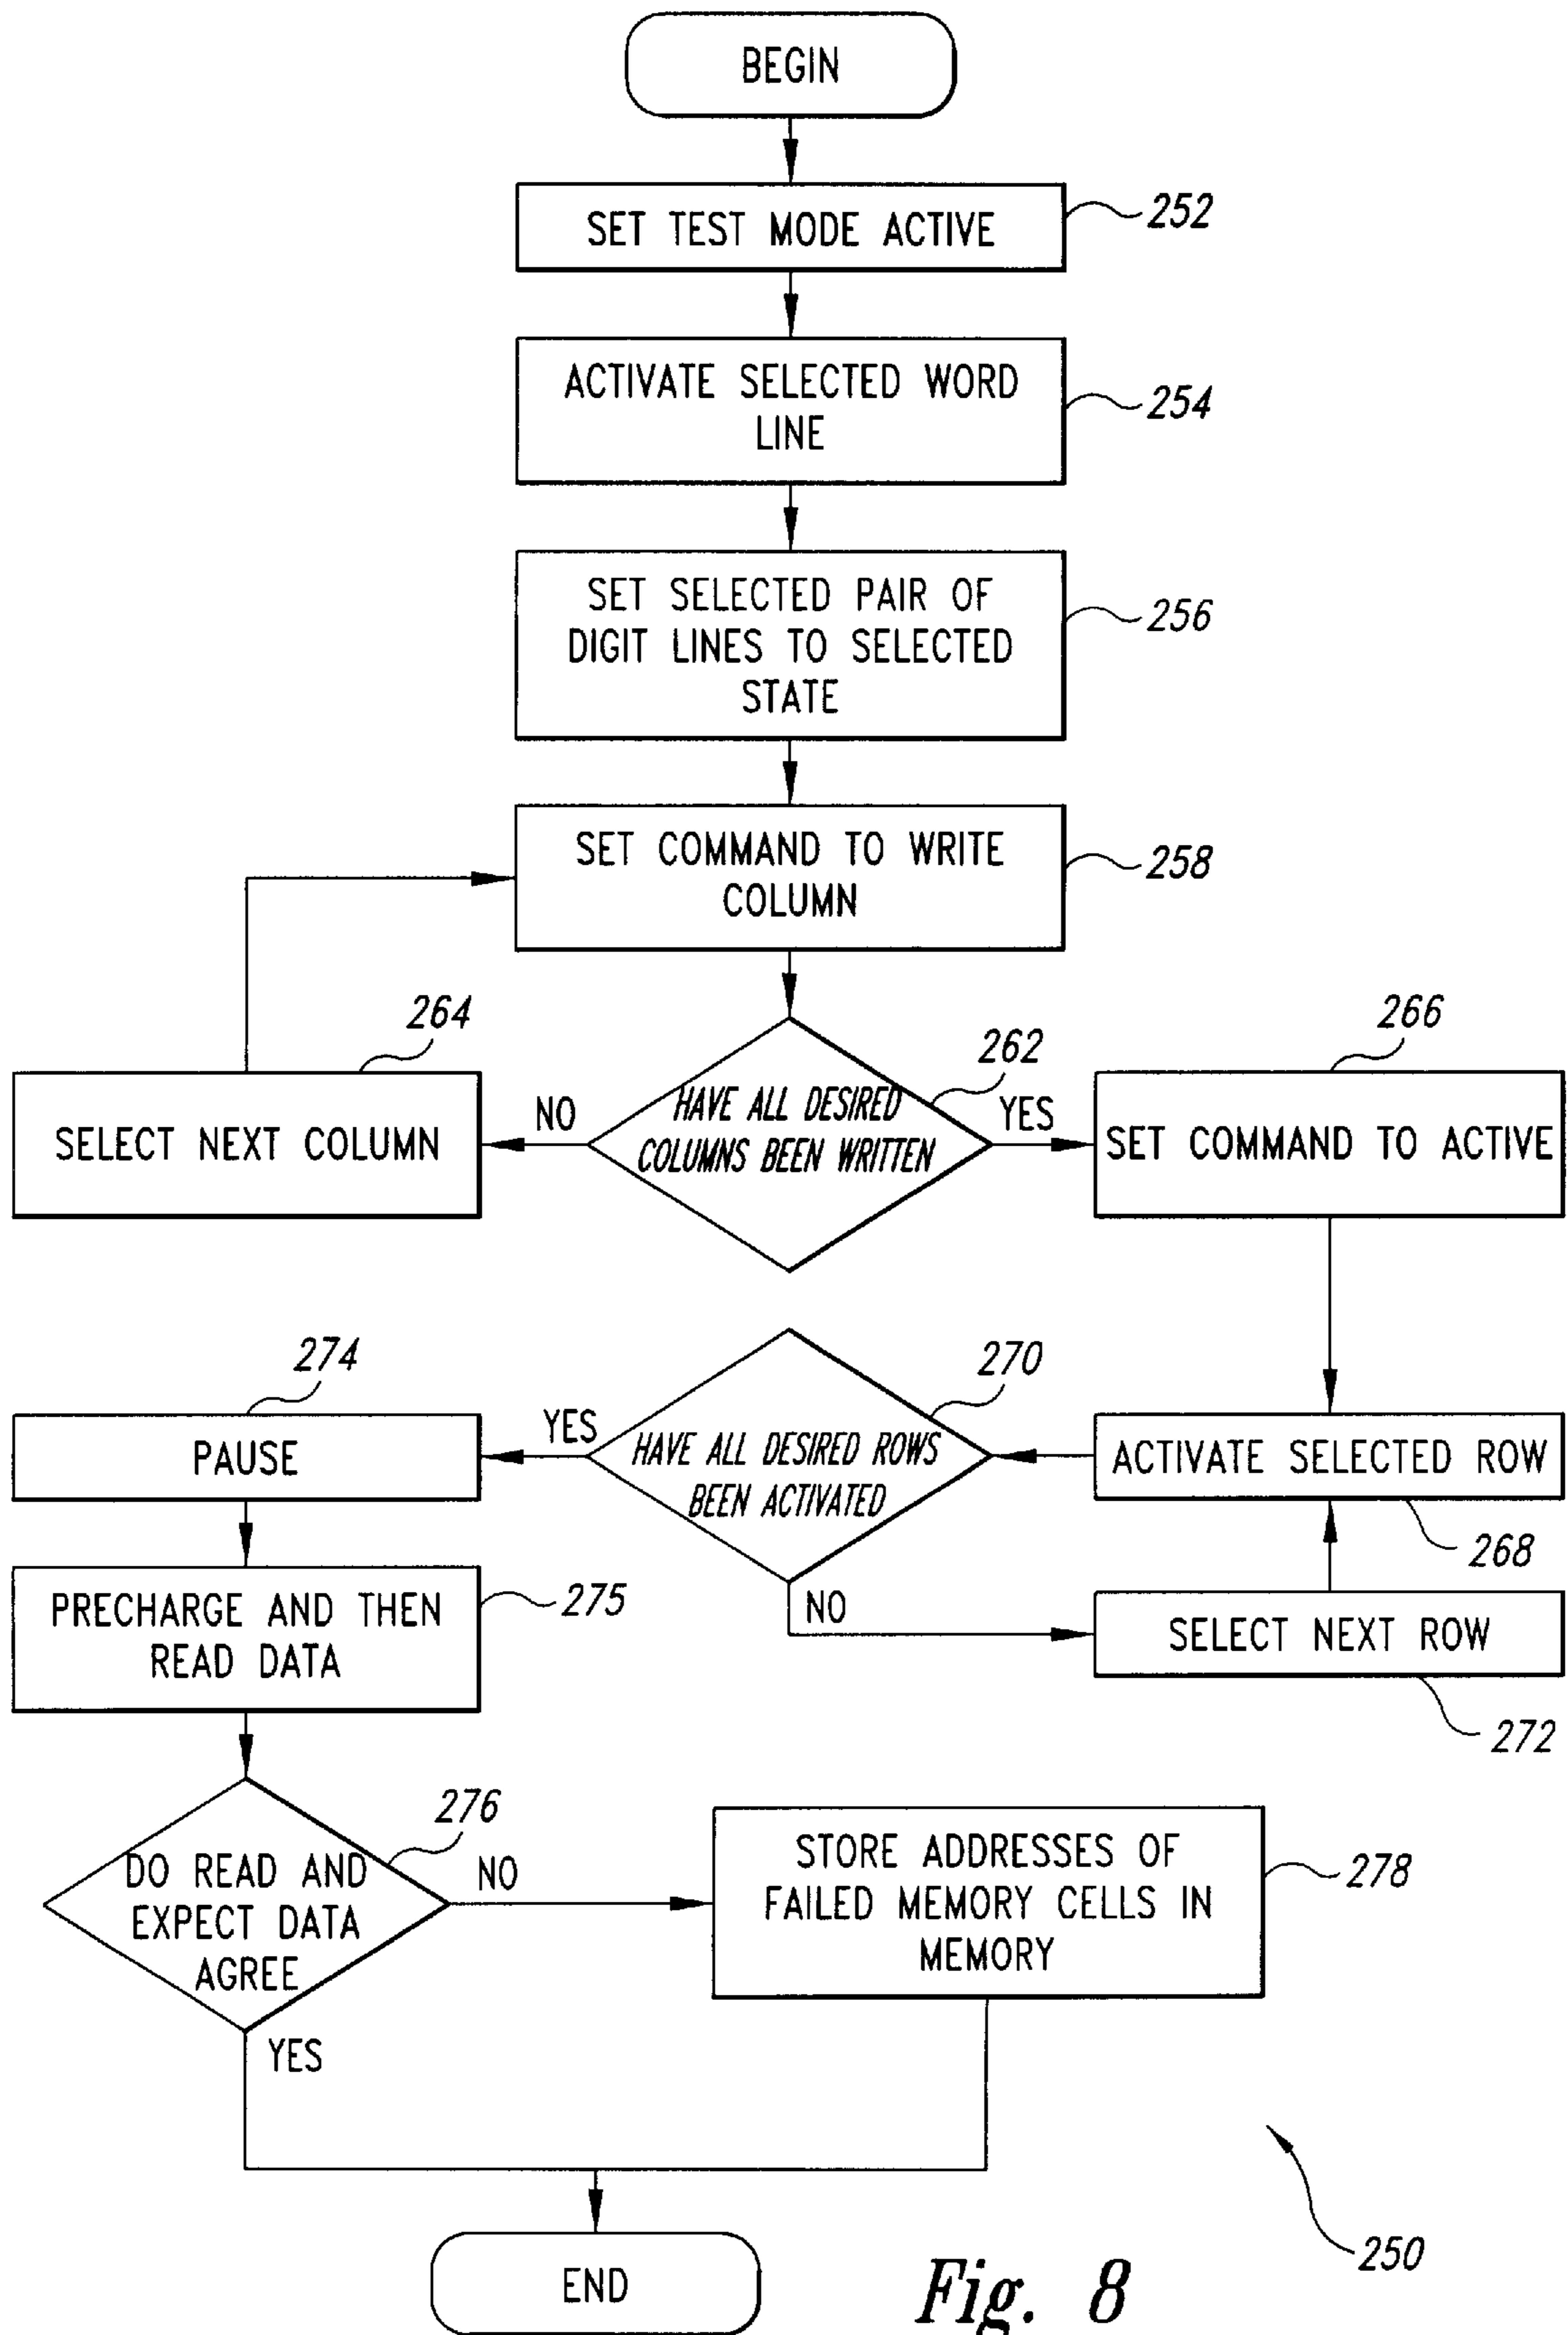 BEGIN
SET TEST MODE ACTIVE
252
ACTIVATE SELECTED WORD
LINE
254
SET SELECTED PAIR OF
DIGIT LINES TO SELECTED
STATE
256
SET COMMAND TO WRITE
COLUMN
258
264
SELECT NEXT COLUMN
NO
262
HAVE ALL DESIRED
COLUMNS BEEN WRITTEN
YES
266
SET COMMAND TO ACTIVE
274
PAUSE
YES
270
HAVE ALL DESIRED ROWS
BEEN ACTIVATED
NO
ACTIVATE SELECTED ROW
268
SELECT NEXT ROW
272
PRECHARGE AND THEN
READ DATA
275
276
DO READ AND
EXPECT DATA
AGREE
NO
YES
STORE ADDRESSES OF
FAILED MEMORY CELLS IN
MEMORY
278
END
250
Fig. 8